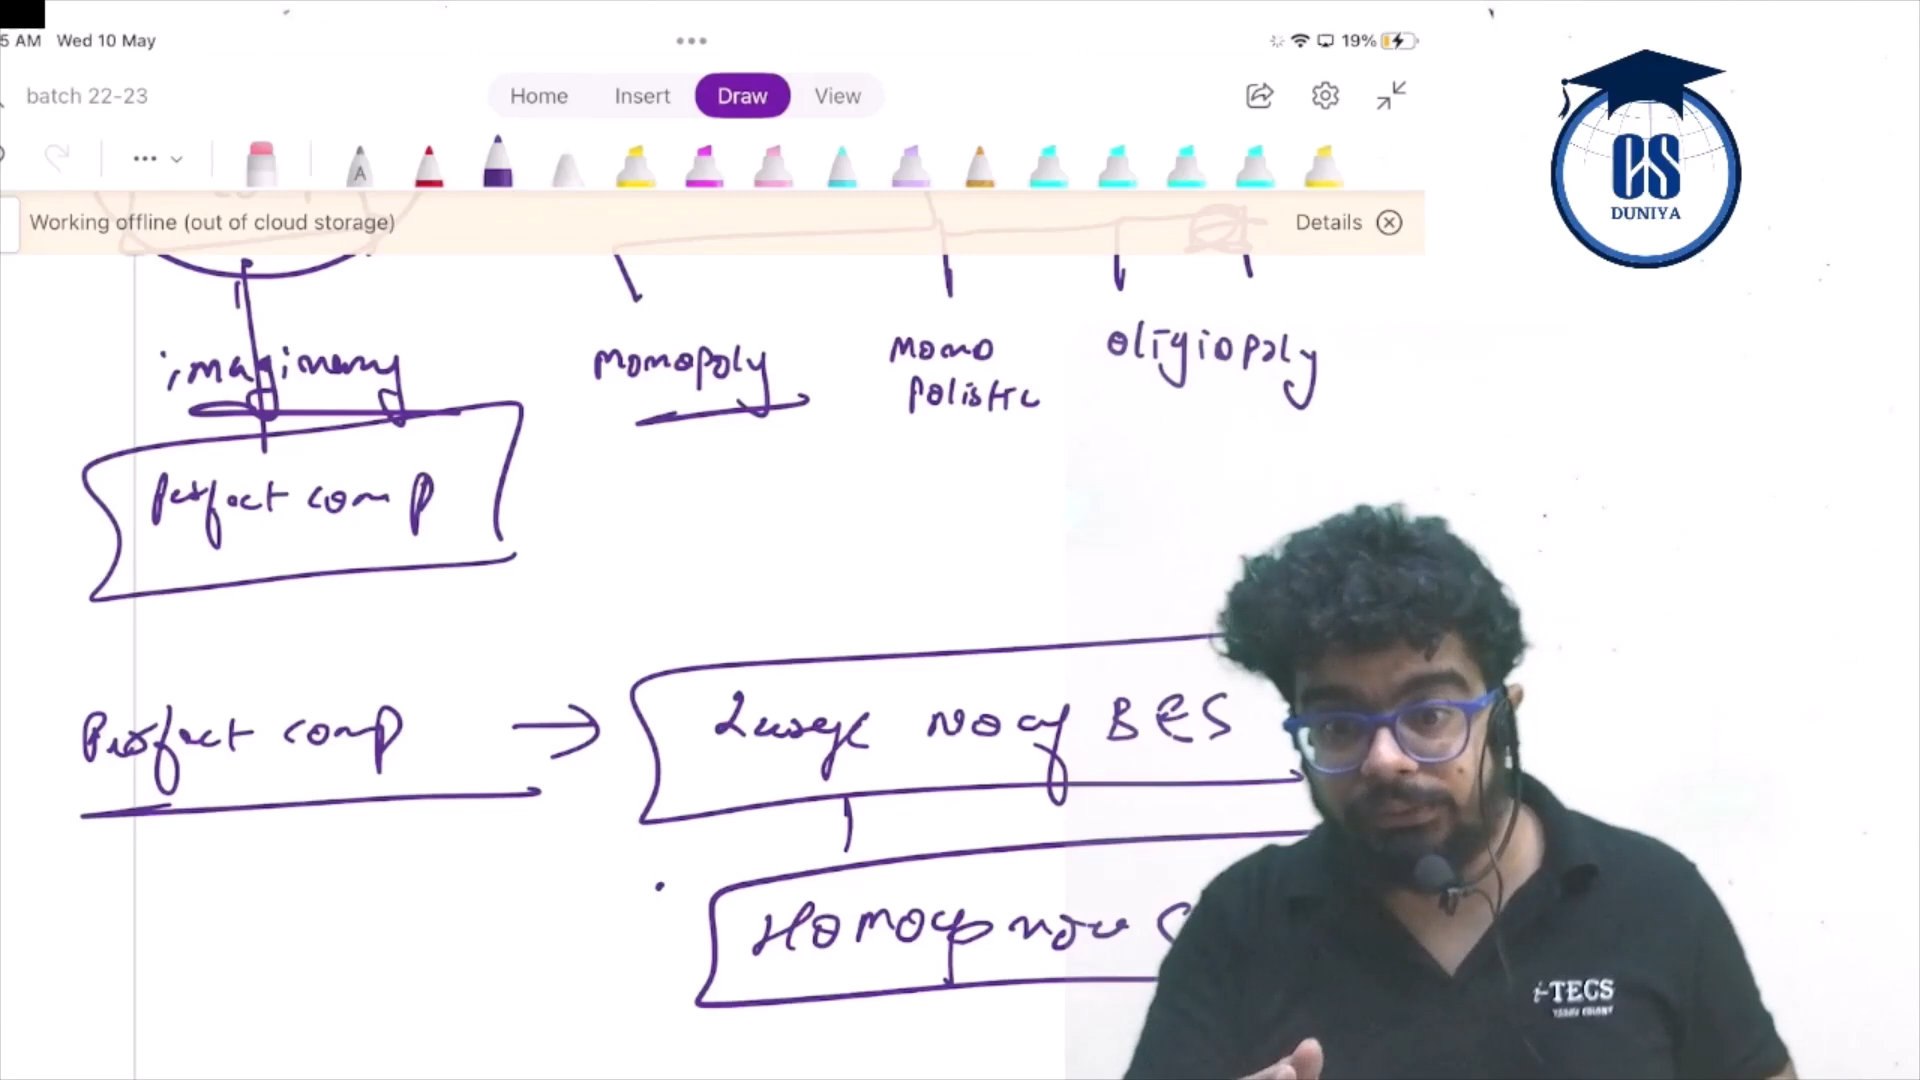 5 AM Wed 10 May
19%
batch 22-23
Home Insert Draw View
A
Working offline (out of cloud storage)
Details
CS
DUNIYA
imaginary
monopoly
mono
polistic
oligiopoly
Perfect comp
Perfect comp
Large No of B & S
i-TECS